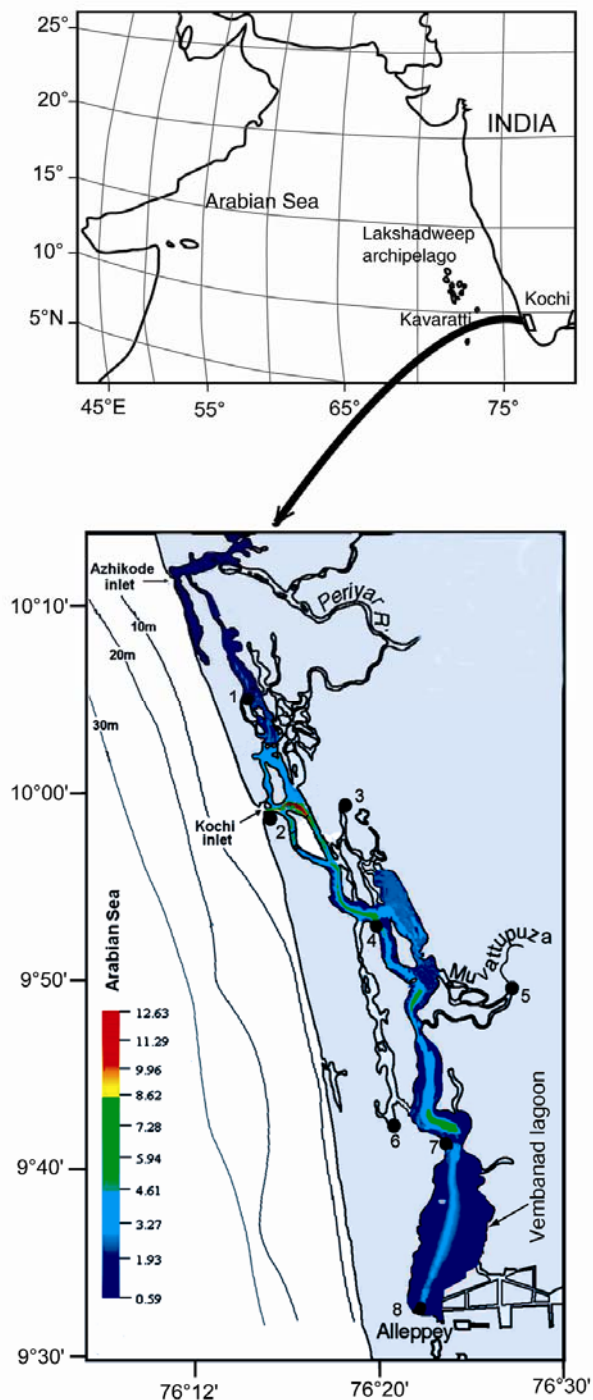 25°
20°
15°
10°
5°N
INDIA
Arabian Sea
Lakshadweep
archipelago
Kochi
Kavaratti
45°E
55°
65°
75°
Azhikode
inlet
Periyar R.
10°10'
10m
20m
30m
1
10°00'
3
Kochi
inlet
2
4
Muvattupuza
9°50'
5
Arabian Sea
12.63
11.29
9.96
8.62
7.28
5.94
4.61
3.27
1.93
0.59
6
7
9°40'
Vembanad lagoon
8
Alleppey
9°30'
76°12'
76°20'
76°30'